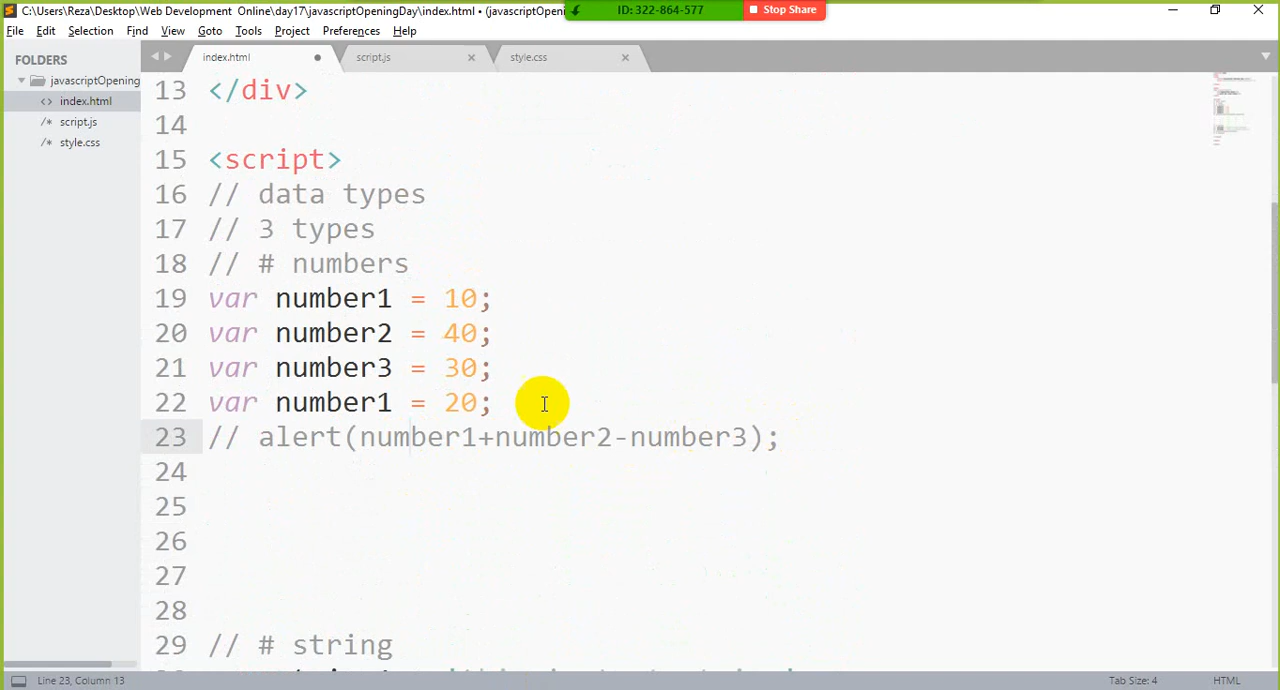 C:\Users\Reza\Desktop\Web Development Online\day17\javascriptOpeningDay\index.html • (javascriptOpeni
ID: 322-864-577
Stop Share
File Edit Selection Find View Goto Tools Project Preferences Help
FOLDERS
javascriptOpening
<> index.html
/* script.js
/* style.css
index.html
script.js
style.css
13 </div>
14
15 <script>
16 // data types
17 // 3 types
18 // # numbers
19 var number1 = 10;
20 var number2 = 40;
21 var number3 = 30;
22 var number1 = 20;
23 // alert(number1+number2-number3);
24
25
26
27
28
29 // # string
Line 23, Column 13
Tab Size: 4
HTML